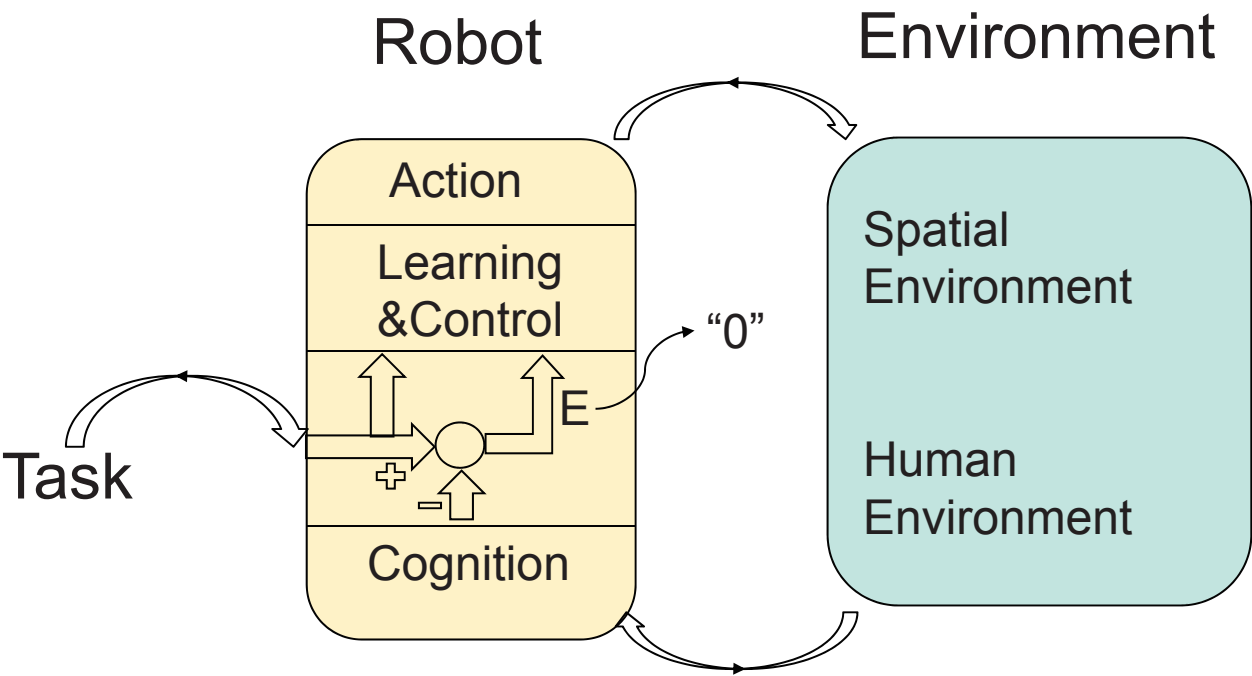 Robot
Environment
Action
Learning
&Control
E
“0”
Task
Cognition
Spatial
Environment
Human
Environment